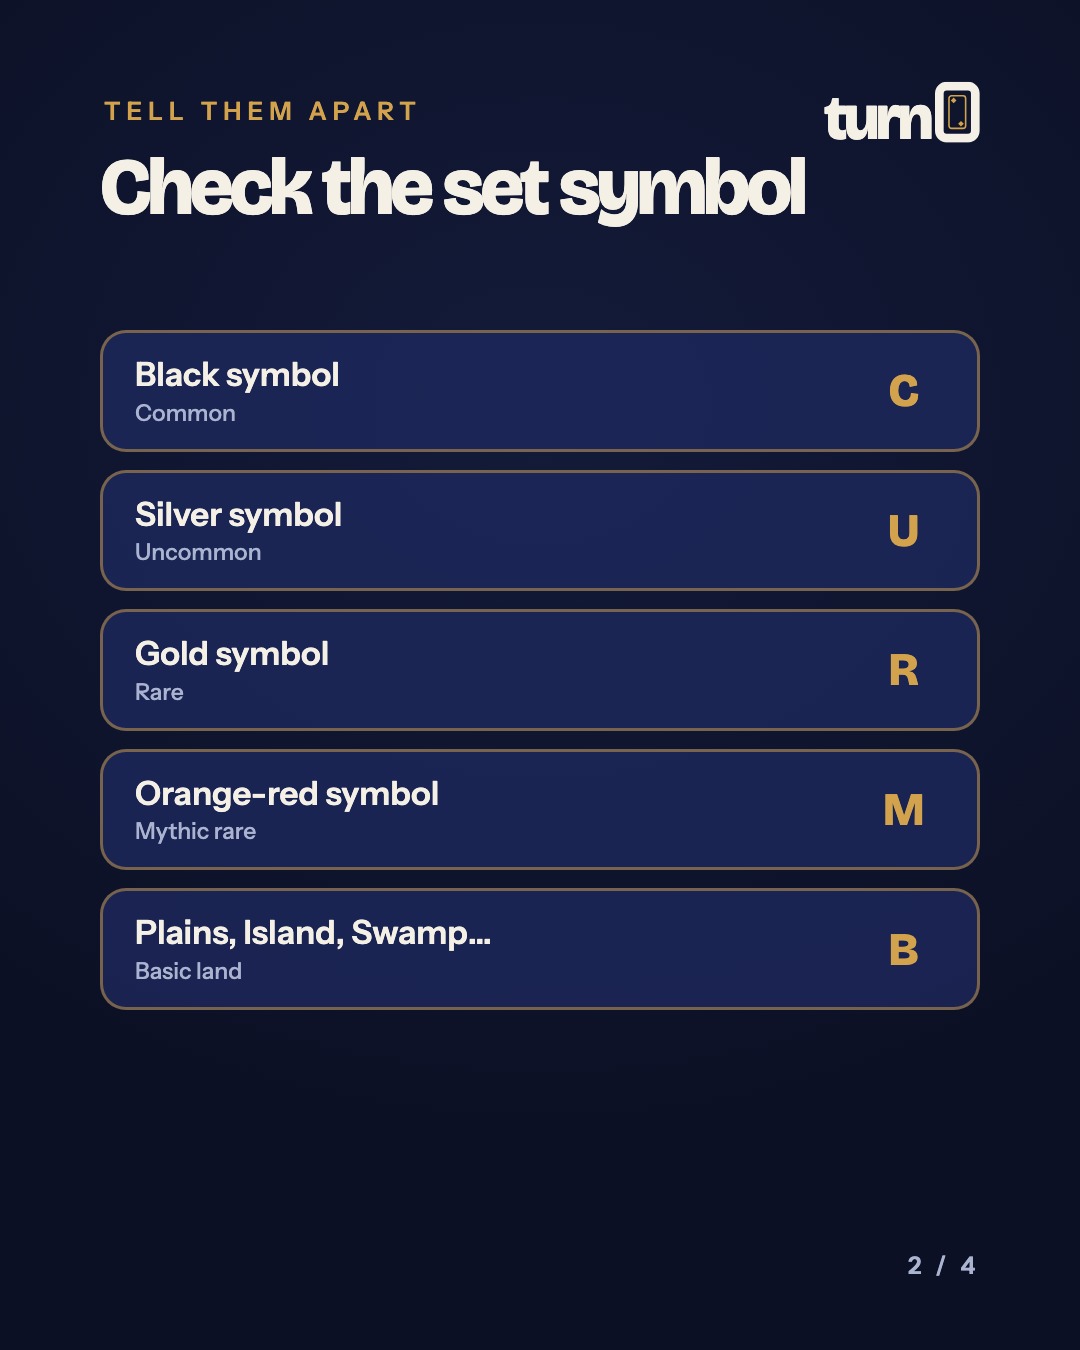 TELL THEM APART
turn0
Check the set symbol
Black symbol
Common
C
Silver symbol
Uncommon
U
Gold symbol
Rare
R
Orange-red symbol
Mythic rare
M
Plains, Island, Swamp...
Basic land
B
2 / 4